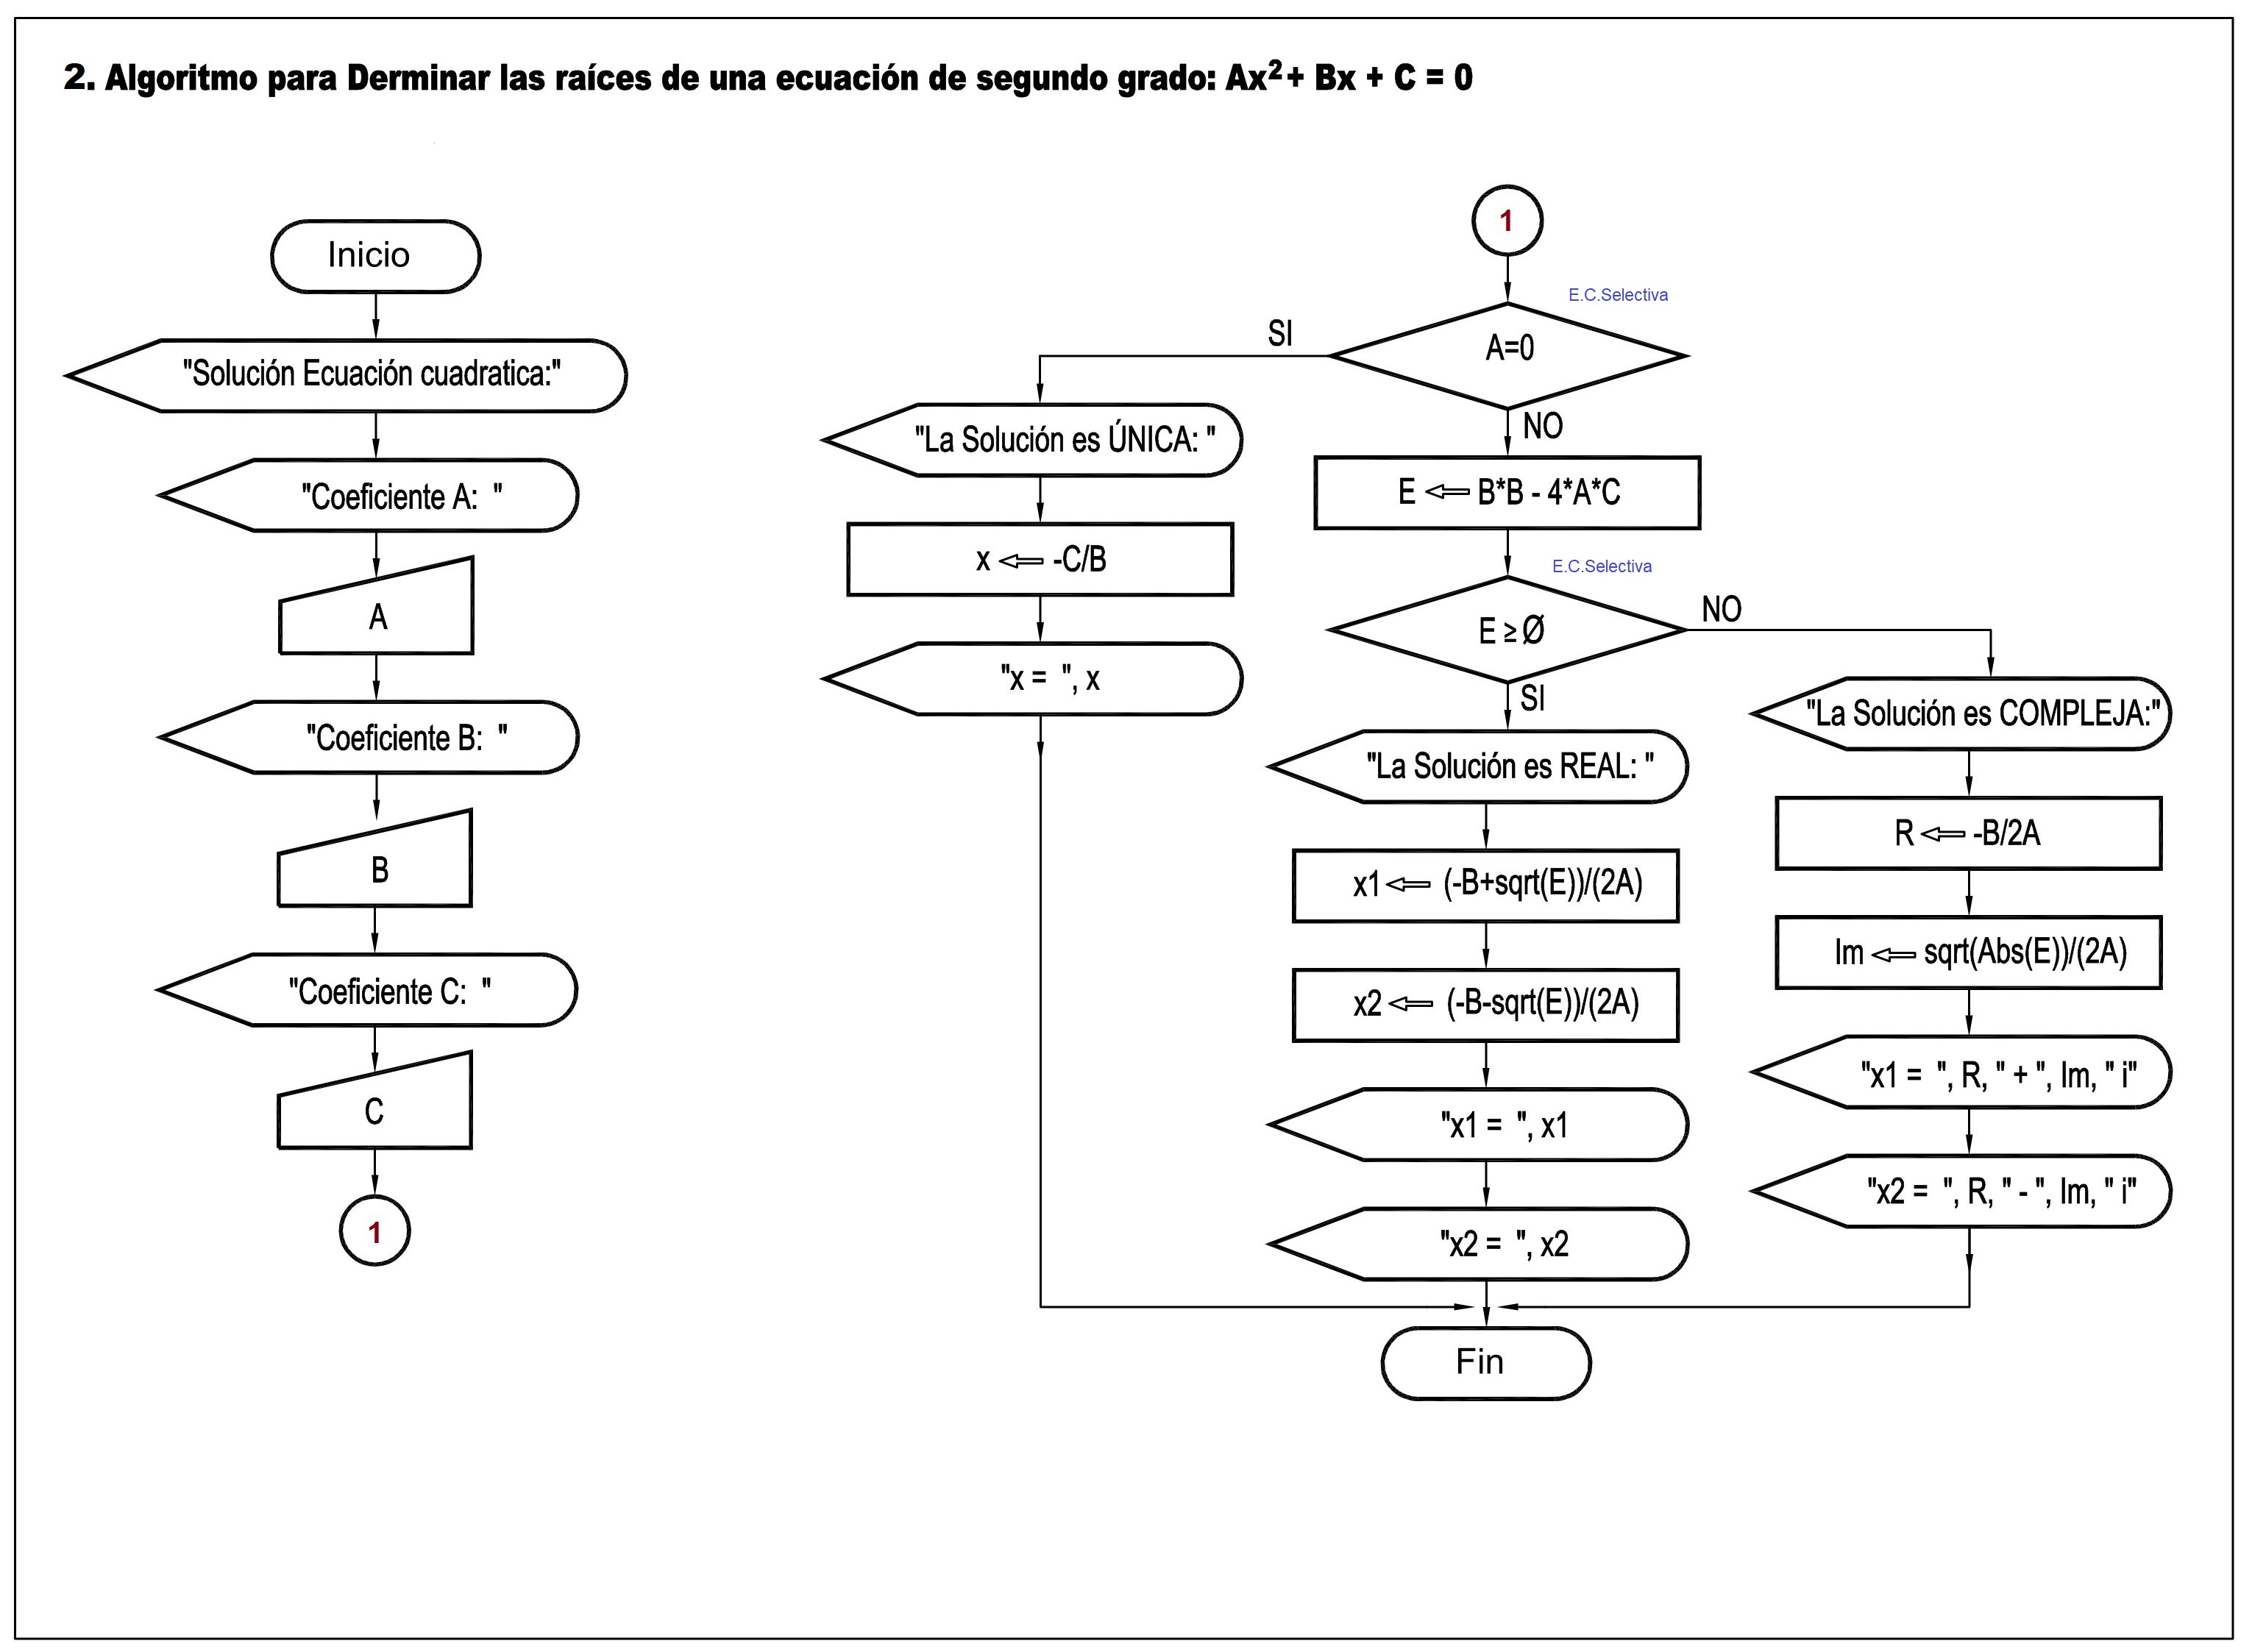 2. Algoritmo para Derminar las raíces de una ecuación de segundo grado: Ax² + Bx + C = 0
Inicio
"Solución Ecuación cuadratica:"
"Coeficiente A:  "
A
"Coeficiente B:  "
B
"Coeficiente C:  "
C
1
1
E.C.Selectiva
A=0
SI
NO
"La Solución es ÚNICA: "
x ⇐ -C/B
"x =  ", x
E ⇐ B*B - 4*A*C
E.C.Selectiva
E ≥ Ø
NO
SI
"La Solución es REAL: "
x1 ⇐ (-B+sqrt(E))/(2A)
x2 ⇐ (-B-sqrt(E))/(2A)
"x1 =  ", x1
"x2 =  ", x2
"La Solución es COMPLEJA:"
R ⇐ -B/2A
Im ⇐ sqrt(Abs(E))/(2A)
"x1 =  ", R, " + ", Im, " i"
"x2 =  ", R, " - ", Im, " i"
Fin